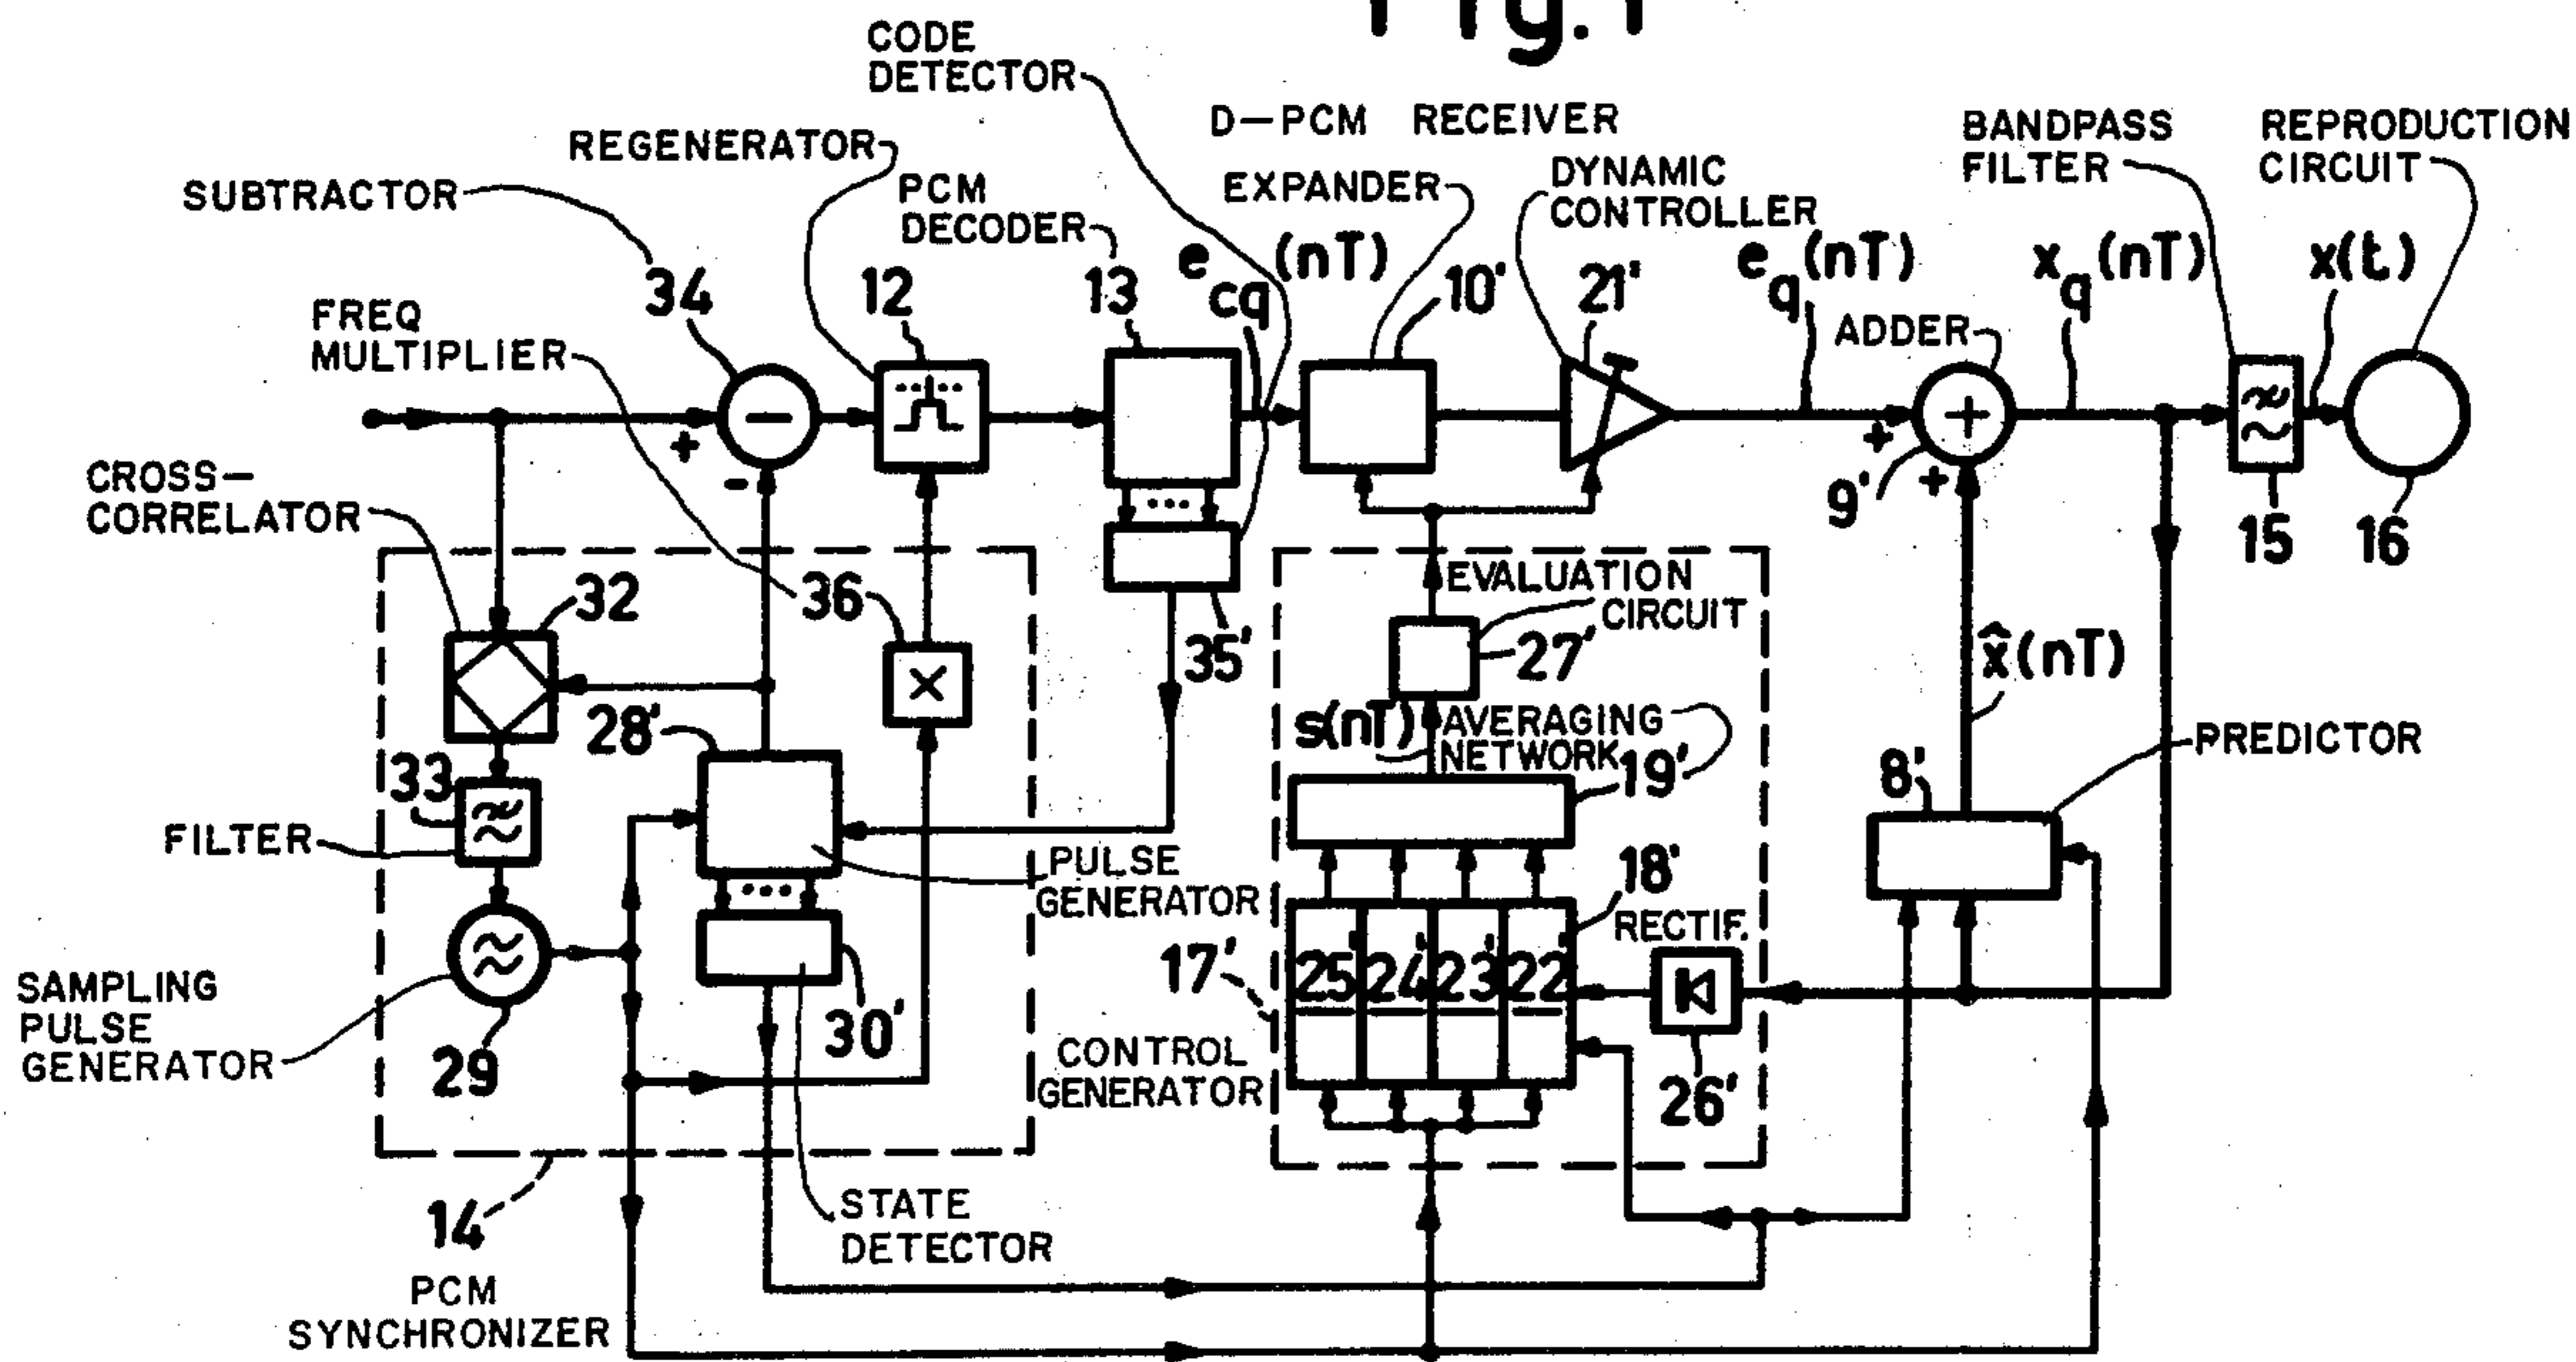 Fig. 1
CODE
DETECTOR
D-PCM RECEIVER
REGENERATOR
SUBTRACTOR
PCM
DECODER
EXPANDER
DYNAMIC
CONTROLLER
BANDPASS
FILTER
REPRODUCTION
CIRCUIT
FREQ
MULTIPLIER
34
12
13
e_cq(nT)
10'
21'
e_q(nT)
ADDER
x_q(nT)
x(t)
+
-
-
+
+
+
9'
15
16
CROSS-
CORRELATOR
32
36
×
35'
EVALUATION
CIRCUIT
27'
x̂(nT)
28'
s(nT)
AVERAGING
NETWORK
19'
8'
PREDICTOR
33
FILTER
PULSE
GENERATOR
18'
RECTIF.
17'
25' 24' 23' 22'
SAMPLING
PULSE
GENERATOR
29
30'
CONTROL
GENERATOR
26'
14
STATE
DETECTOR
PCM
SYNCHRONIZER